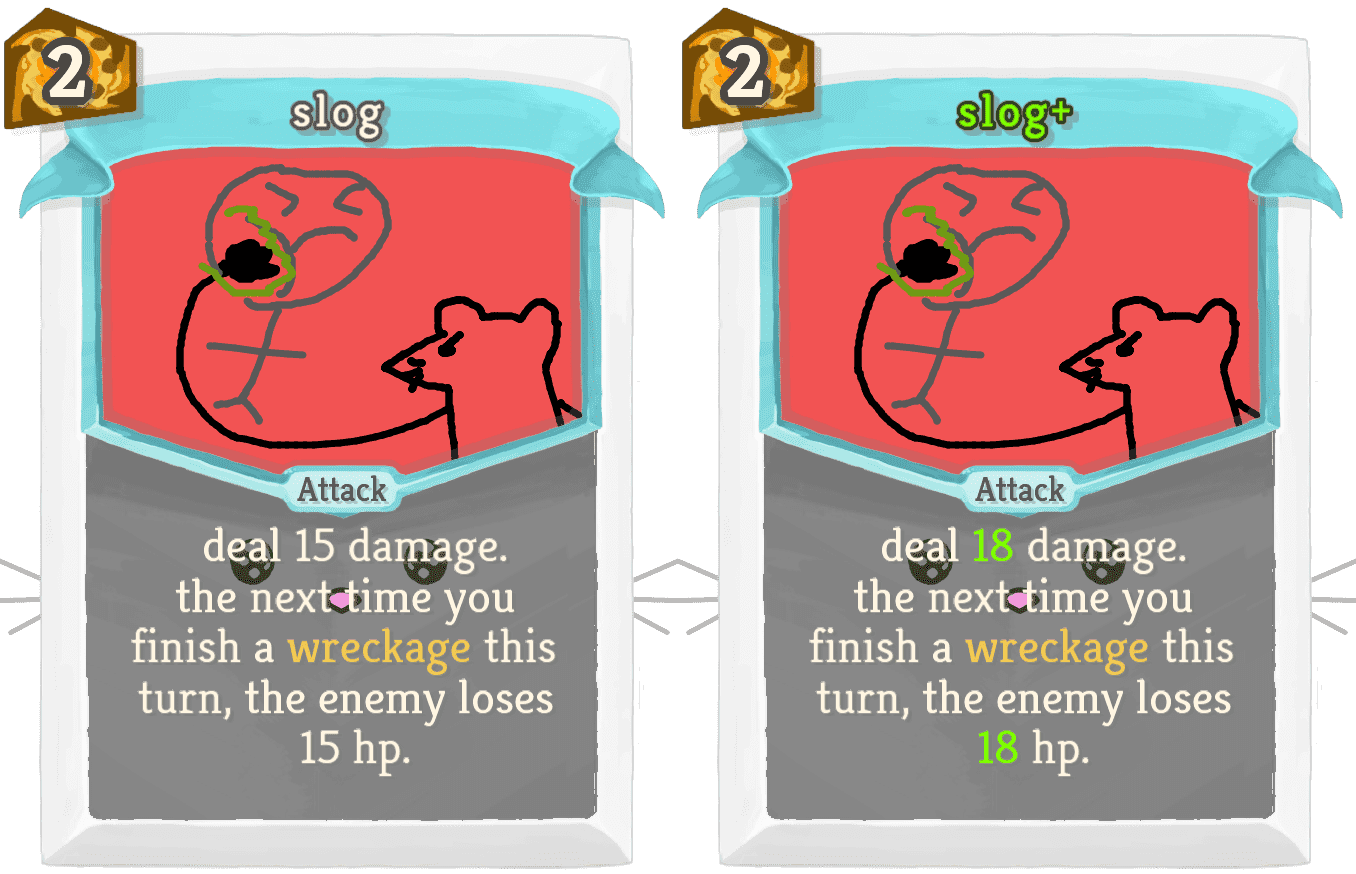 2
slog
Attack
deal 15 damage.
the next time you
finish a wreckage this
turn, the enemy loses
15 hp.
2
slog+
Attack
deal 18 damage.
the next time you
finish a wreckage this
turn, the enemy loses
18 hp.